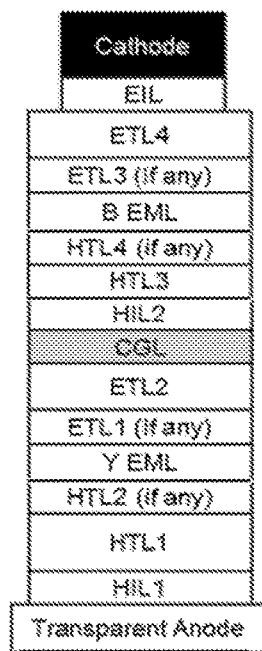 Cathode
EIL
ETL4
ETL3 (if any)
B EML
HTL4 (if any)
HTL3
HIL2
CGL
ETL2
ETL1 (if any)
Y EML
HTL2 (if any)
HTL1
HIL1
Transparent Anode